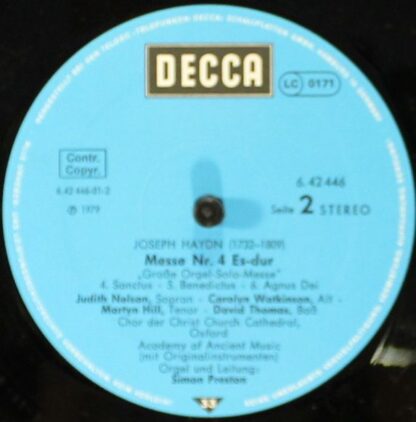 DECCA
LC 0171
Contr.
Copyr.
6.42 446-01-2
Ⓟ 1979
6.42446
Seite 2 STEREO
JOSEPH HAYDN (1732-1809)
Messe Nr. 4 Es-dur
„Große Orgel-Solo-Messe"
4. Sanctus - 5. Benedictus - 6. Agnus Dei
Judith Nelson, Sopran - Carolyn Watkinson, Alt -
Martyn Hill, Tenor - David Thomas, Baß
Chor der Christ Church Cathedral,
Oxford
Academy of Ancient Music
(mit Originalinstrumenten)
Orgel und Leitung:
Simon Preston
33